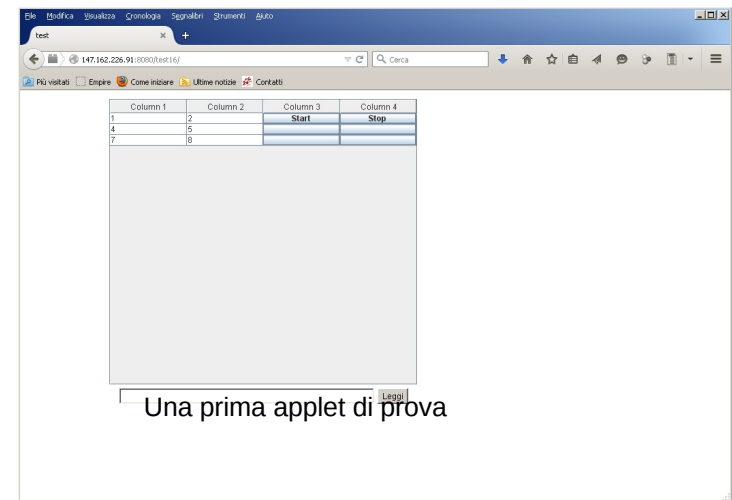 File Modifica Visualizza Cronologia Segnalibri Strumenti Aiuto
test × +
147.162.226.91:8080/test16/ Cerca
Più visitati Empire Come iniziare Ultime notizie Contatti
Column 1 Column 2 Column 3 Column 4
1 2 Start Stop
4 5
7 8
Leggi
Una prima applet di prova